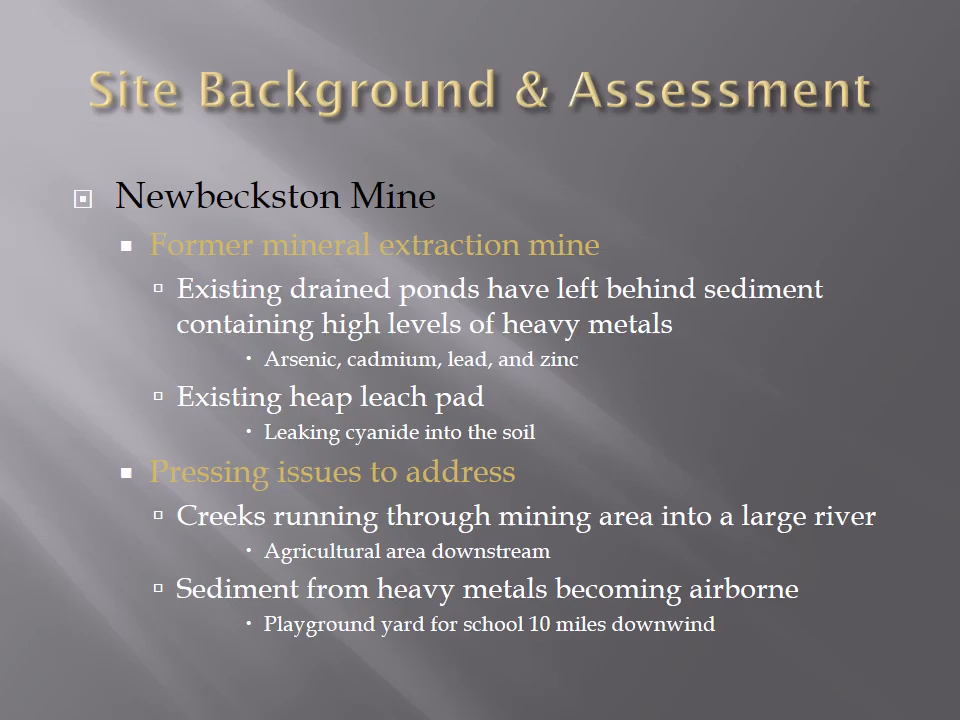 Site Background & Assessment
Newbeckston Mine
Former mineral extraction mine
Existing drained ponds have left behind sediment
containing high levels of heavy metals
Arsenic, cadmium, lead, and zinc
Existing heap leach pad
Leaking cyanide into the soil
Pressing issues to address
Creeks running through mining area into a large river
Agricultural area downstream
Sediment from heavy metals becoming airborne
Playground yard for school 10 miles downwind